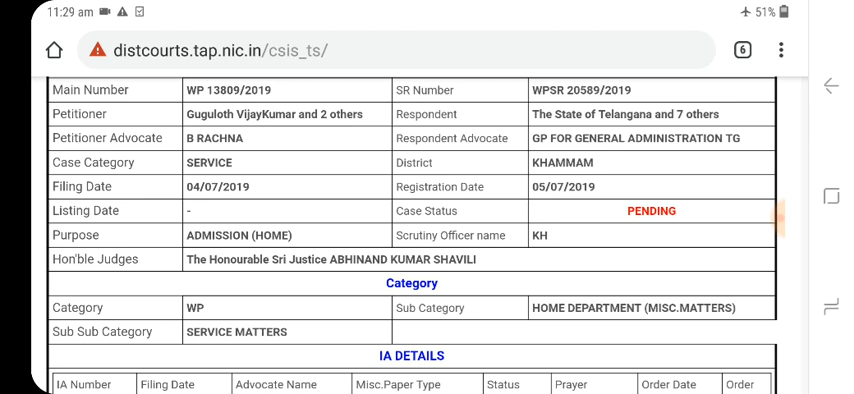 11:29 am 51%
distcourts.tap.nic.in/csis_ts/ 6
Main Number WP 13809/2019 SR Number WPSR 20589/2019
Petitioner Guguloth VijayKumar and 2 others Respondent The State of Telangana and 7 others
Petitioner Advocate B RACHNA Respondent Advocate GP FOR GENERAL ADMINISTRATION TG
Case Category SERVICE District KHAMMAM
Filing Date 04/07/2019 Registration Date 05/07/2019
Listing Date - Case Status PENDING
Purpose ADMISSION (HOME) Scrutiny Officer name KH
Hon'ble Judges The Honourable Sri Justice ABHINAND KUMAR SHAVILI
Category
Category WP Sub Category HOME DEPARTMENT (MISC.MATTERS)
Sub Sub Category SERVICE MATTERS
IA DETAILS
IA Number Filing Date Advocate Name Misc.Paper Type Status Prayer Order Date Order